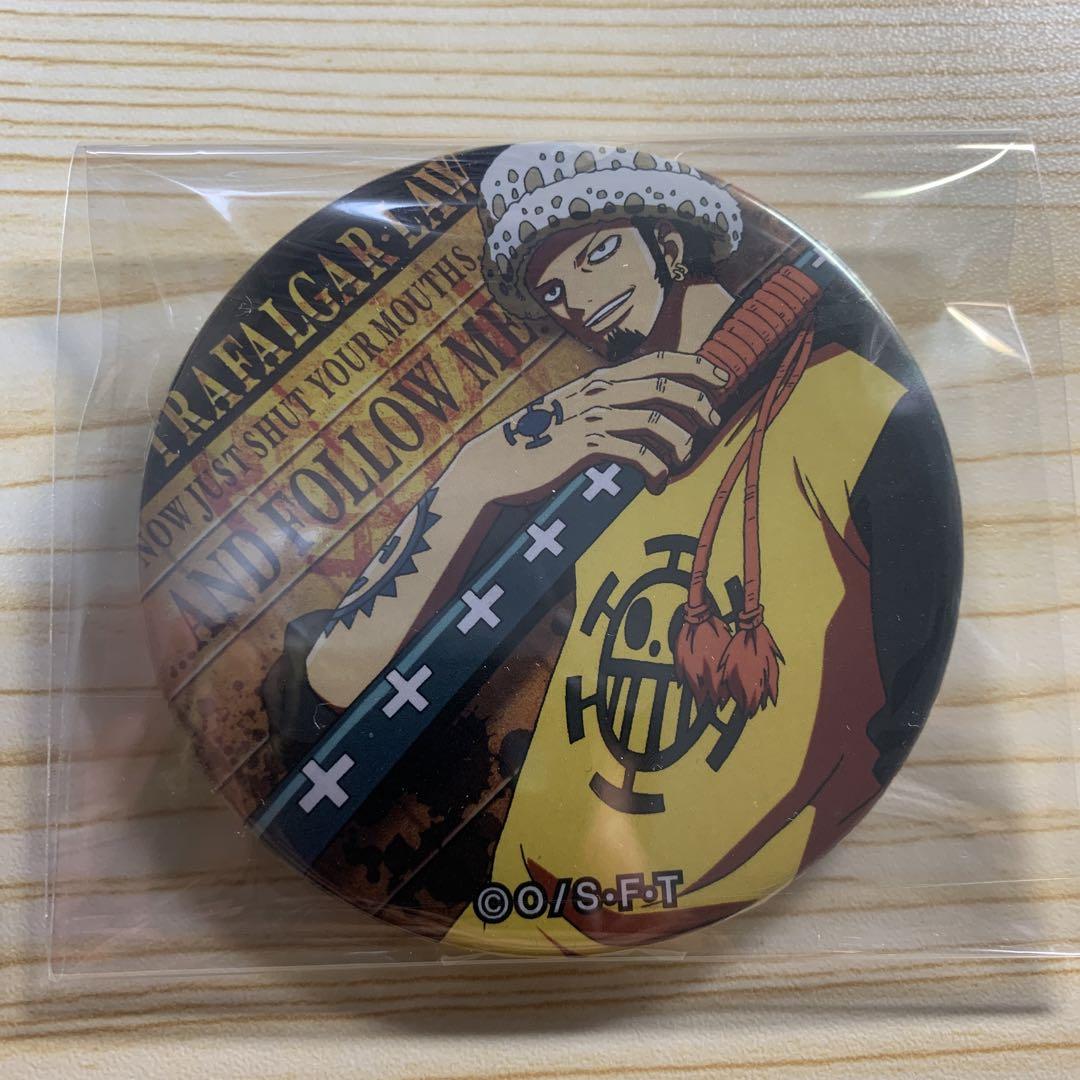 TRAFALGAR·LAW
NOW JUST SHUT YOUR MOUTHS
AND FOLLOW ME
©O/S·F·T